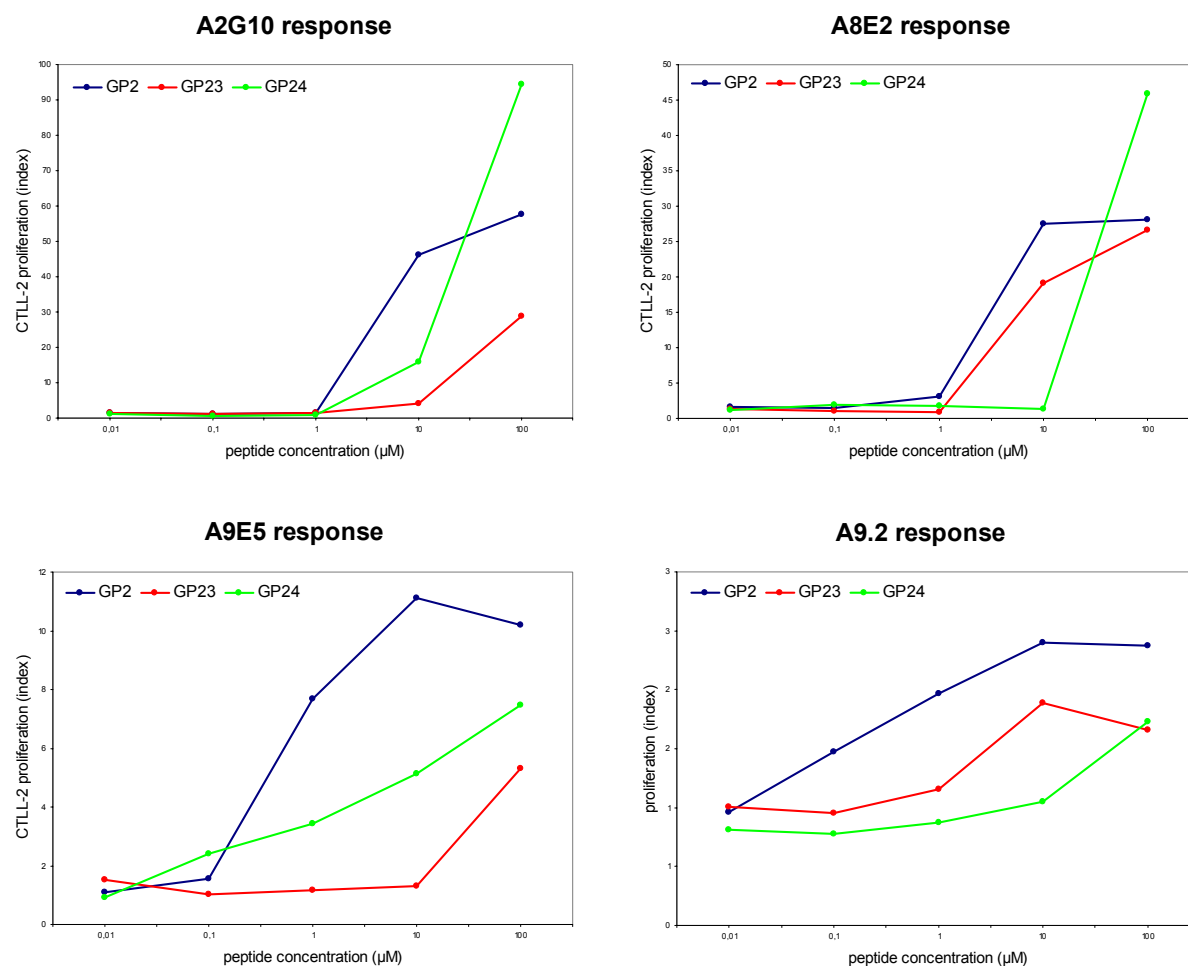 A2G10 response
GP2 GP23 GP24
CTLL-2 proliferation (index)
100
90
80
70
60
50
40
30
20
10
0
0,01 0,1 1 10 100
peptide concentration (µM)
A8E2 response
GP2 GP23 GP24
CTLL-2 proliferation (index)
50
45
40
35
30
25
20
15
10
5
0
0,01 0,1 1 10 100
peptide concentration (µM)
A9E5 response
GP2 GP23 GP24
CTLL-2 proliferation (index)
12
10
8
6
4
2
0
0,01 0,1 1 10 100
peptide concentration (µM)
A9.2 response
GP2 GP23 GP24
proliferation (index)
3
3
2
2
1
1
0
0,01 0,1 1 10 100
peptide concentration (µM)